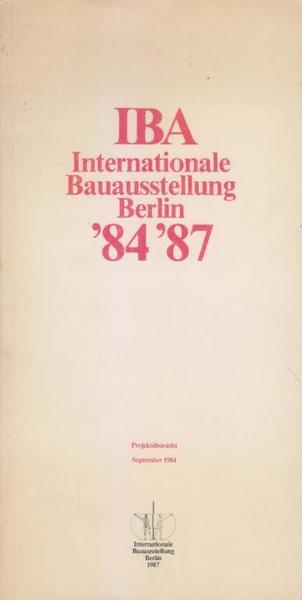 IBA
Internationale
Bauausstellung
Berlin
’84 ’87
Projektübersicht
September 1984
Internationale
Bauausstellung
Berlin
1987